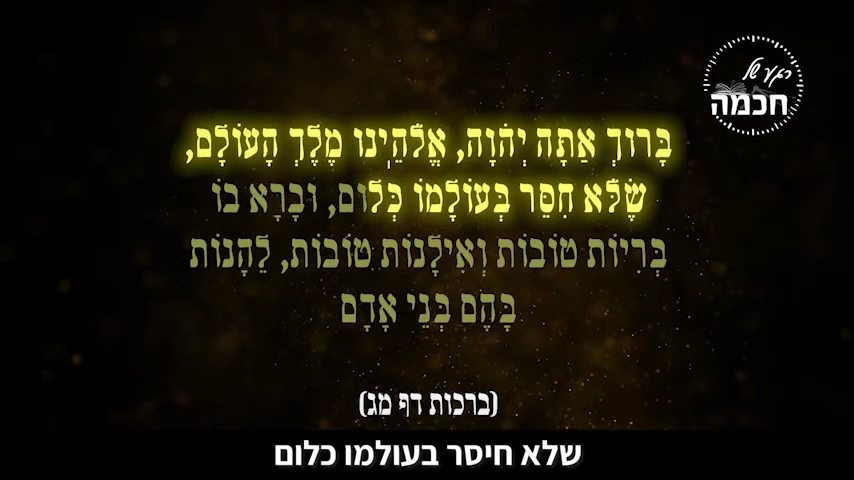 רגע של
חכמה
בָּרוּךְ אַתָּה יְהֹוָה, אֱלֹהֵינוּ מֶלֶךְ הָעוֹלָם,
שֶׁלֹּא חִסֵּר בְּעוֹלָמוֹ כְּלוּם, וּבָרָא בוֹ
בְּרִיּוֹת טוֹבוֹת וְאִילָנוֹת טוֹבוֹת, לֵהָנוֹת
בָּהֶם בְּנֵי אָדָם
(ברכות דף מג)
שלא חיסר בעולמו כלום